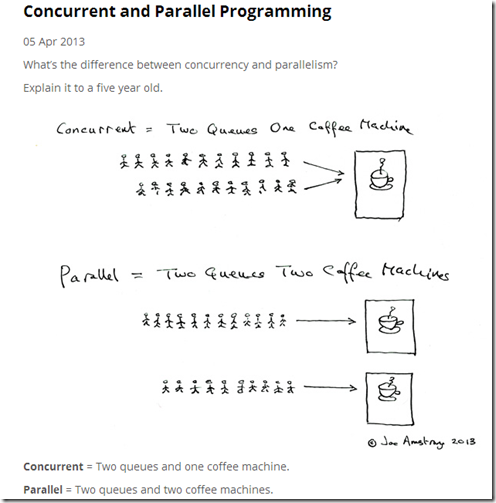 Concurrent and Parallel Programming
05 Apr 2013
What's the difference between concurrency and parallelism?
Explain it to a five year old.
Concurrent = Two Queues One Coffee Machine
Parallel = Two Queues Two Coffee Machines
© Joe Armstrong 2013
Concurrent = Two queues and one coffee machine.
Parallel = Two queues and two coffee machines.